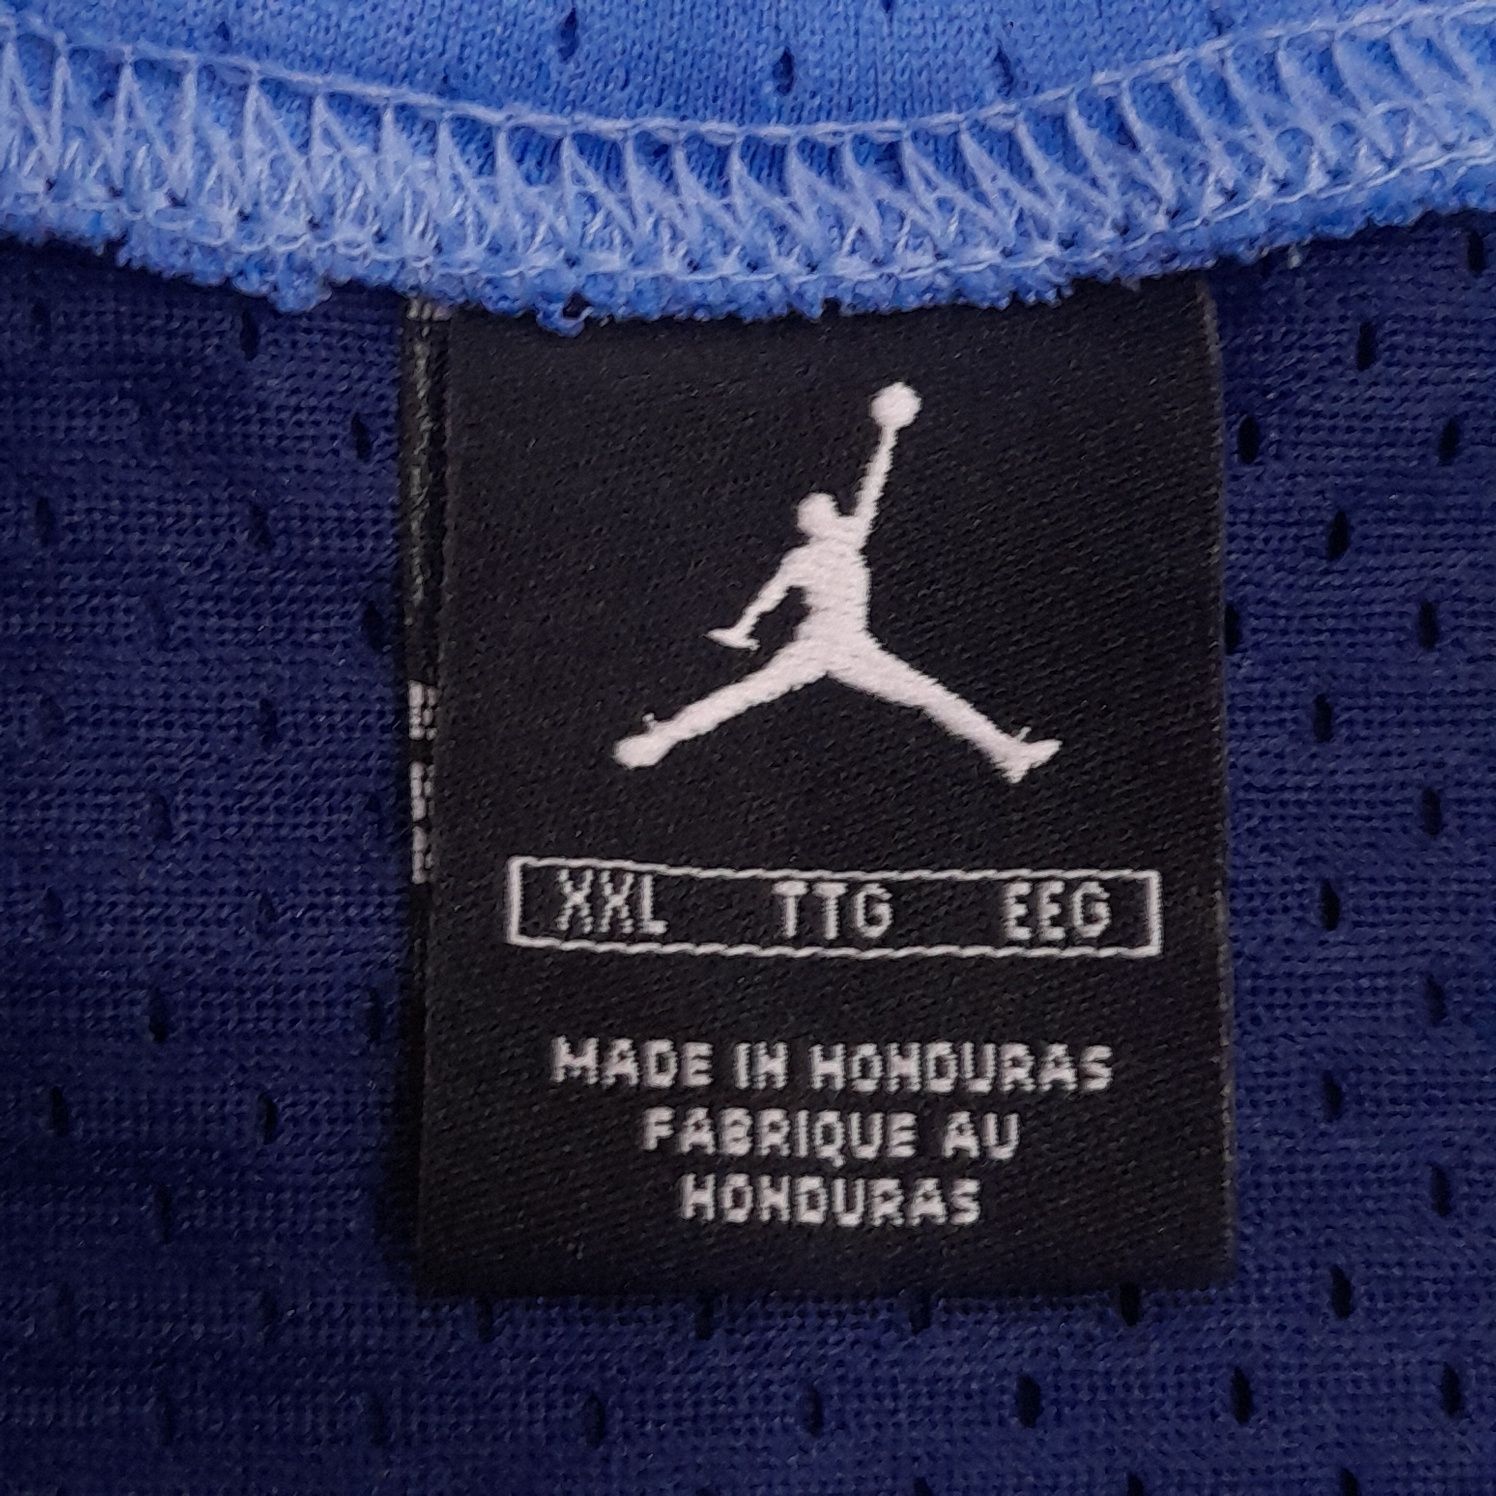 XXL TTG EEG
MADE IN HONDURAS
FABRIQUE AU
HONDURAS